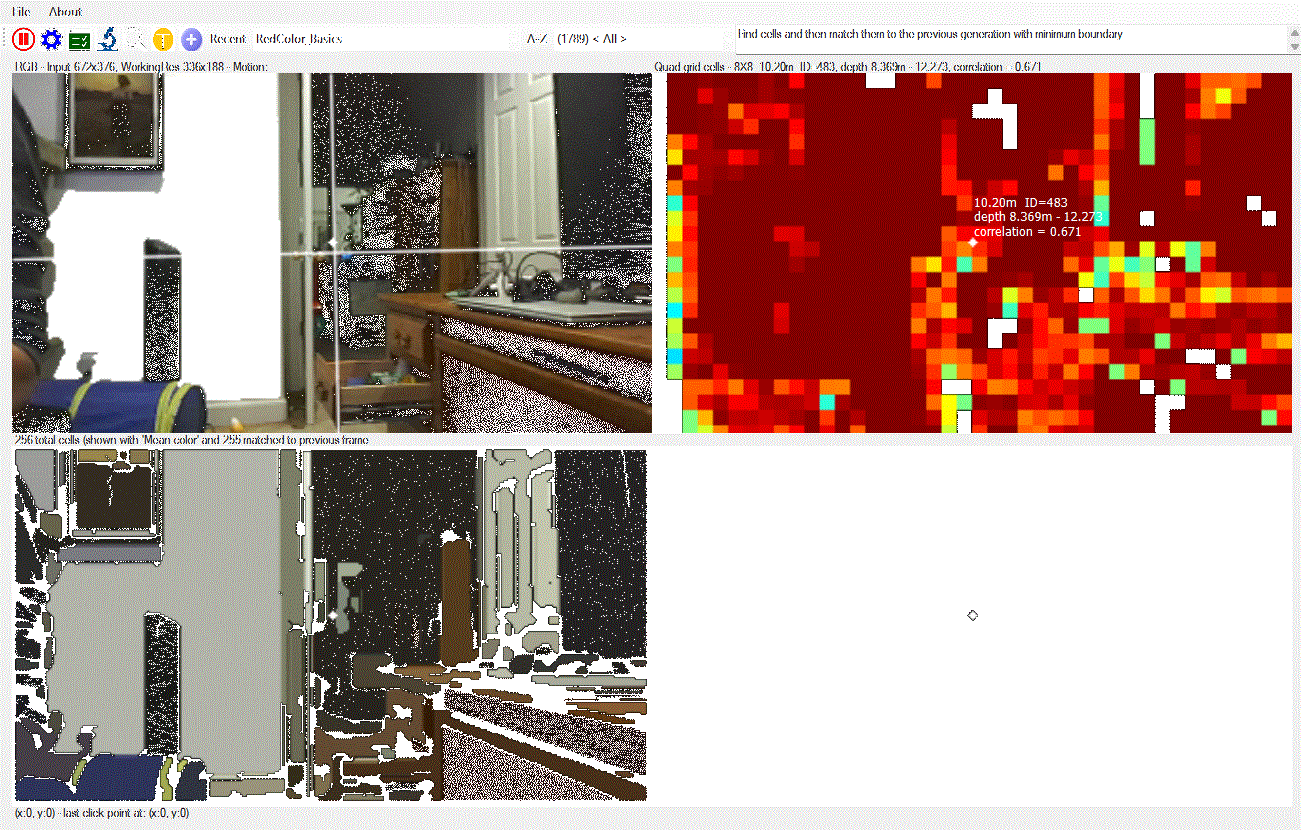 File About
Recent RedColor_Basics A-Z (1789) < All > Find cells and then match them to the previous generation with minimum boundary
RGB - Input 672x376, WorkingRes 336x188 - Motion: Quad grid cells - 8X8 10.20m ID=483, depth 8.369m - 12.273, correlation = 0.671
10.20m ID=483
depth 8.369m - 12.273
correlation = 0.671
256 total cells (shown with 'Mean color' and 255 matched to previous frame
(x:0, y:0) - last click point at: (x:0, y:0)